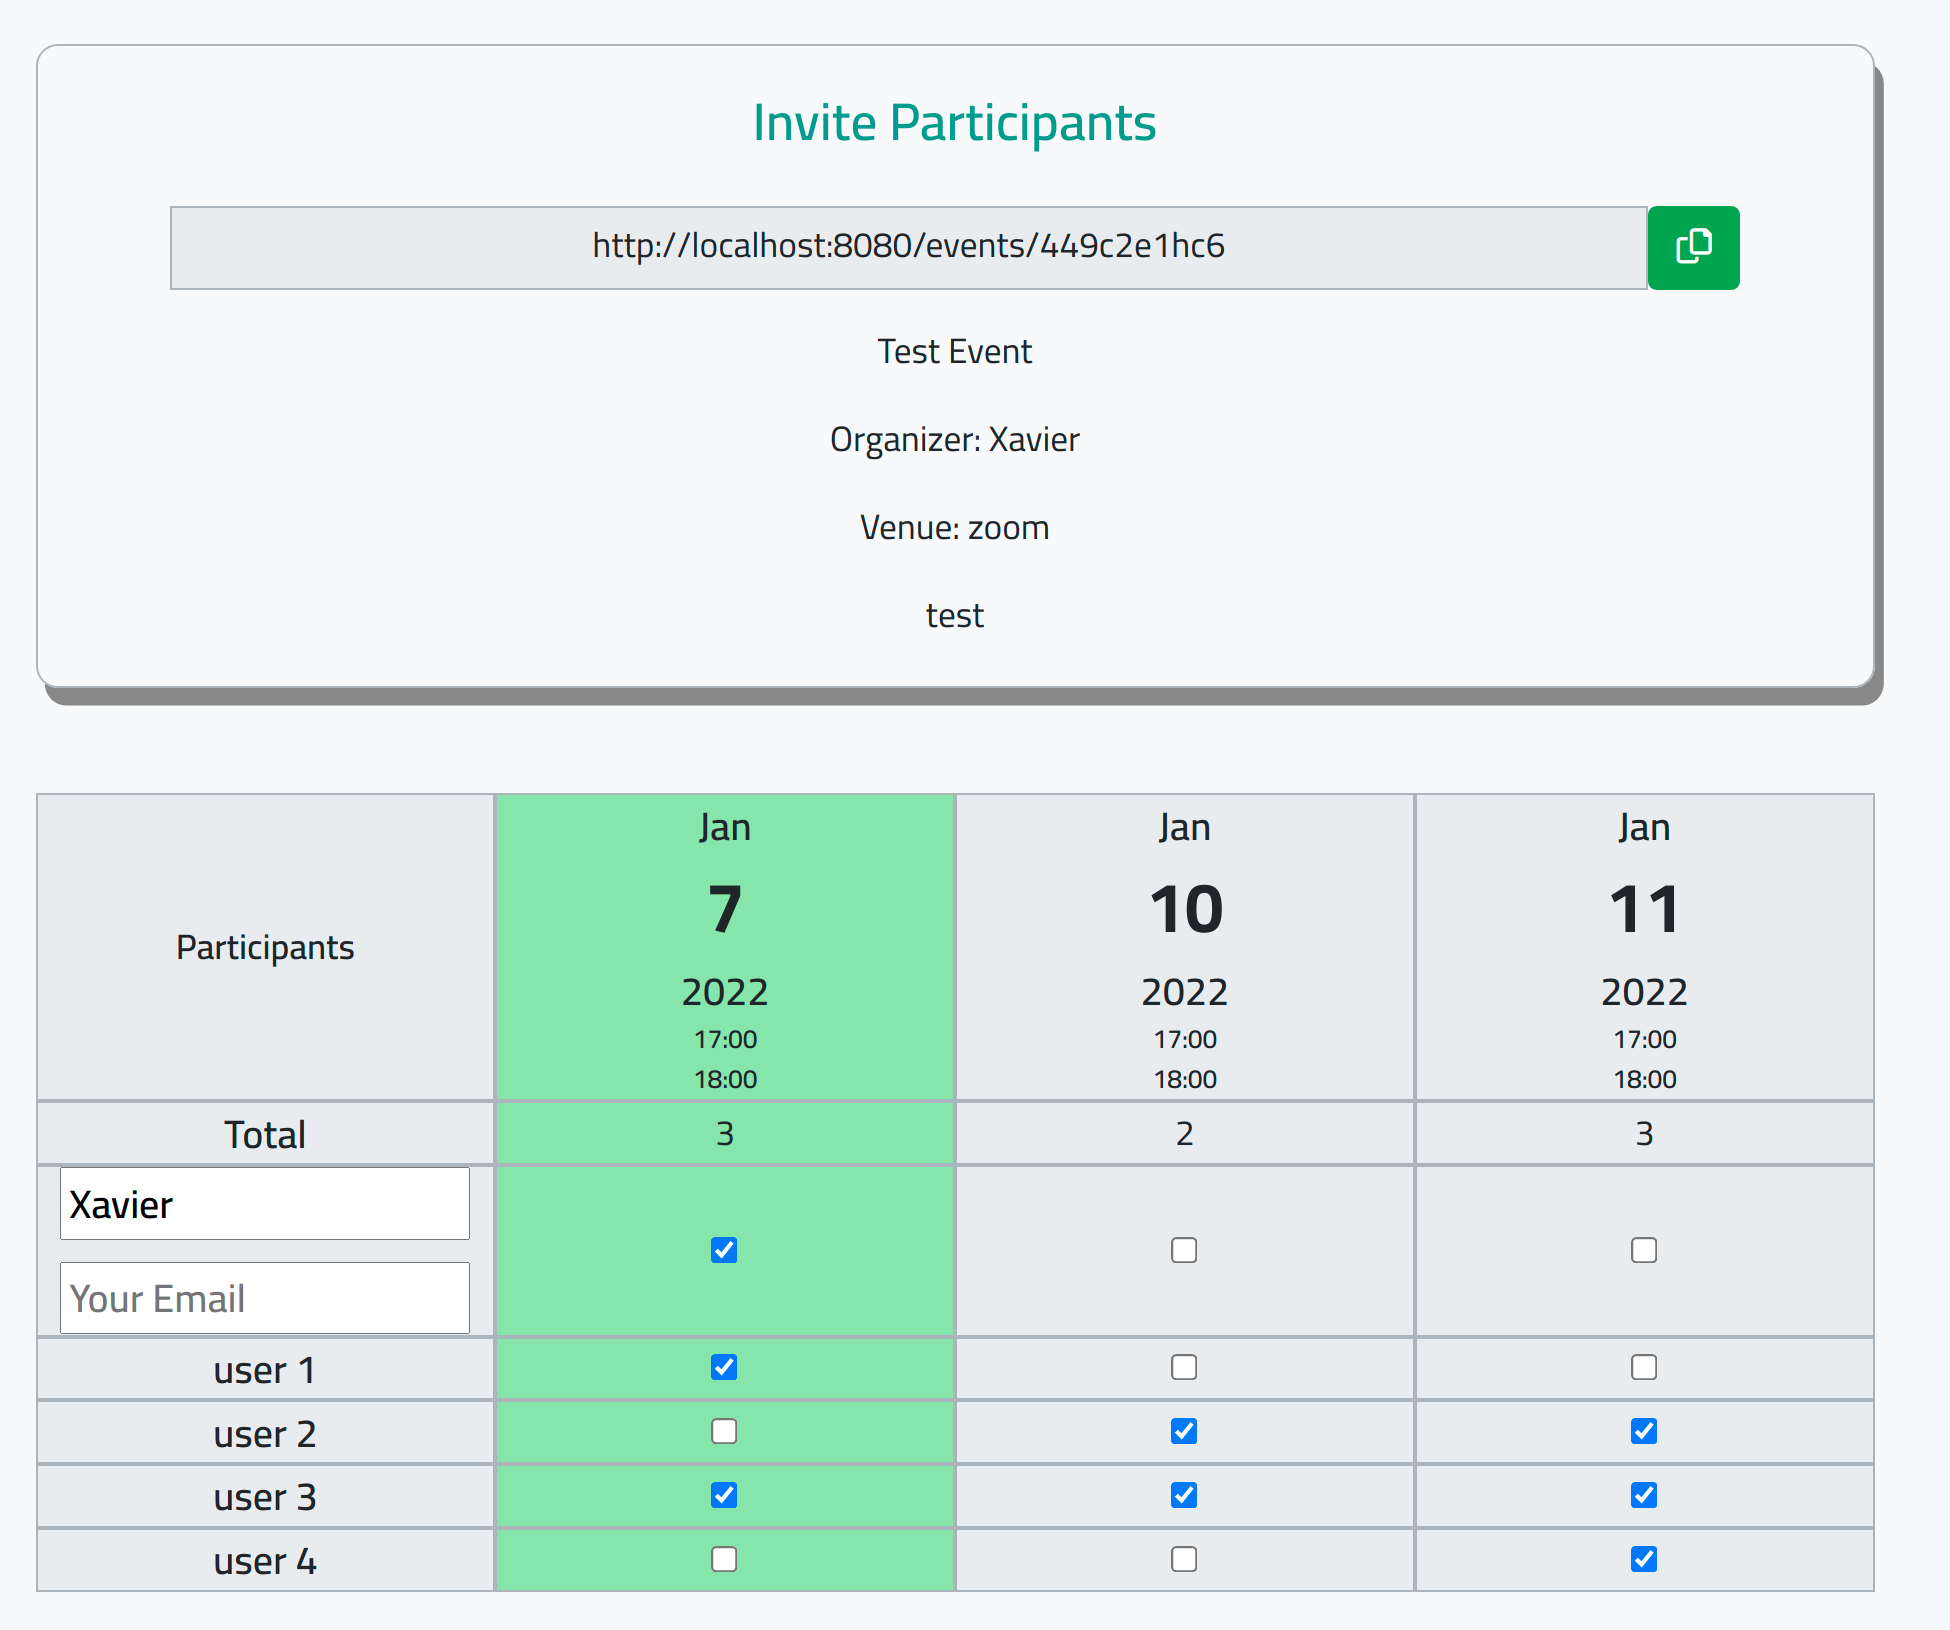 Invite Participants
http://localhost:8080/events/449c2e1hc6
Test Event
Organizer: Xavier
Venue: zoom
test
Participants
Jan
7
2022
17:00
18:00
Jan
10
2022
17:00
18:00
Jan
11
2022
17:00
18:00
Total 3 2 3
Xavier
Your Email
user 1
user 2
user 3
user 4